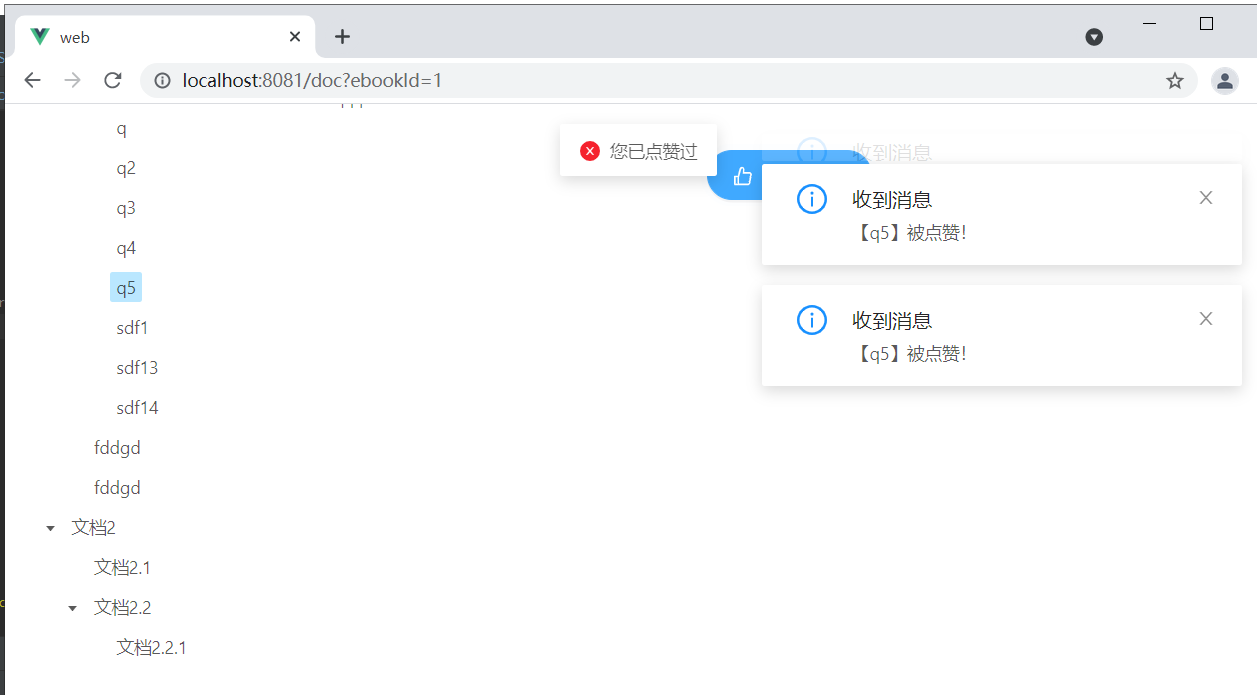 web
localhost:8081/doc?ebookId=1
q
q2
q3
q4
q5
sdf1
sdf13
sdf14
fddgd
fddgd
文档2
文档2.1
文档2.2
文档2.2.1
您已点赞过
收到消息
收到消息
【q5】被点赞！
收到消息
【q5】被点赞！